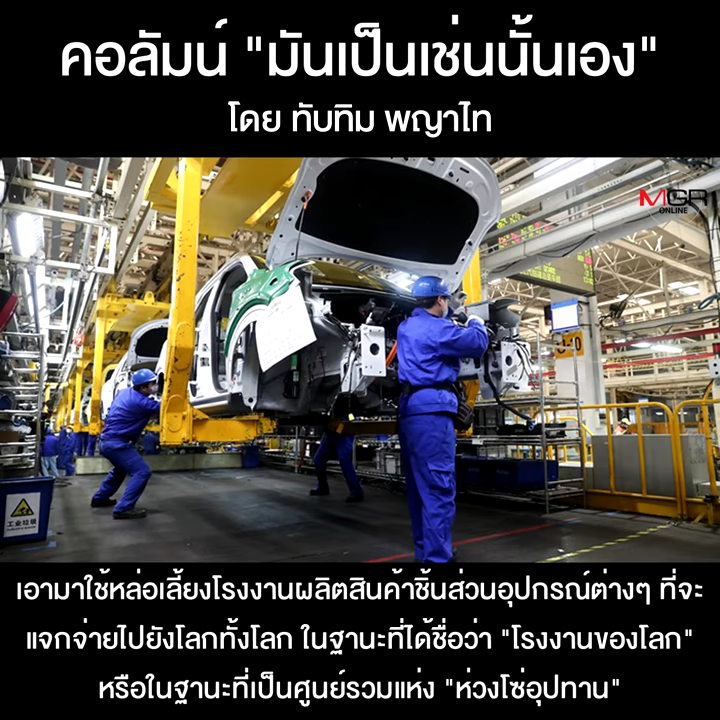 คอลัมน์ "มันเป็นเช่นนั้นเอง"
โดย ทับทิม พญาไท
MGR
ONLINE
工业垃圾
เอามาใช้หล่อเลี้ยงโรงงานผลิตสินค้าชิ้นส่วนอุปกรณ์ต่างๆ ที่จะ
แจกจ่ายไปยังโลกทั้งโลก ในฐานะที่ได้ชื่อว่า "โรงงานของโลก"
หรือในฐานะที่เป็นศูนย์รวมแห่ง "ห่วงโซ่อุปทาน"